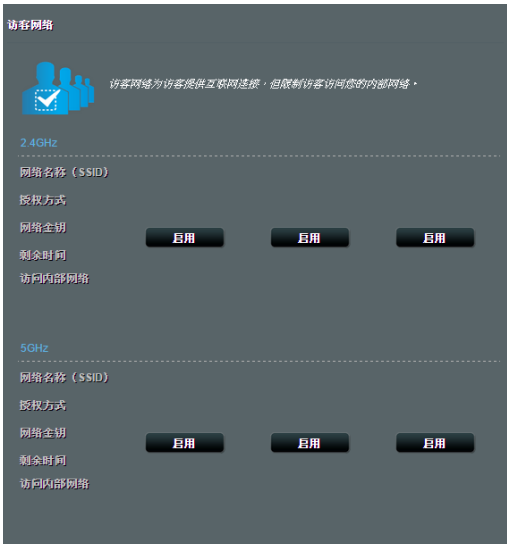 访客网络
访客网络为访客提供互联网连接,但限制访客访问您的内部网络。
2.4GHz
网络名称(SSID)
授权方式
网络金钥
启用 启用 启用
剩余时间
访问内部网络
5GHz
网络名称(SSID)
授权方式
网络金钥
启用 启用 启用
剩余时间
访问内部网络